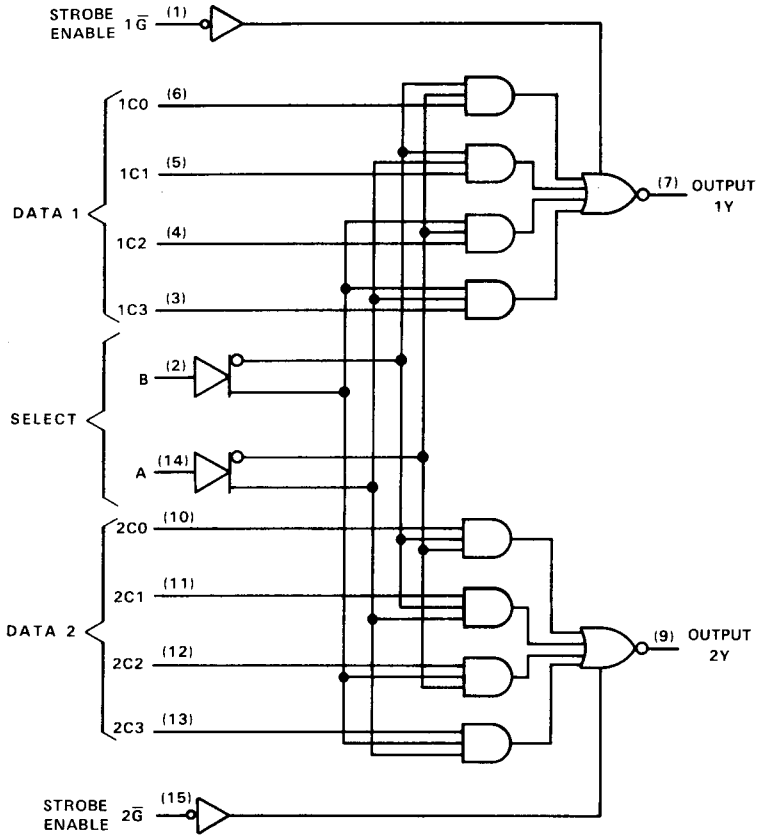 STROBE
ENABLE 1G̅ (1)
1C0 (6)
1C1 (5)
DATA 1
(7) OUTPUT
1Y
1C2 (4)
1C3 (3)
B (2)
SELECT
A (14)
2C0 (10)
2C1 (11)
DATA 2
(9) OUTPUT
2Y
2C2 (12)
2C3 (13)
STROBE
ENABLE 2G̅ (15)